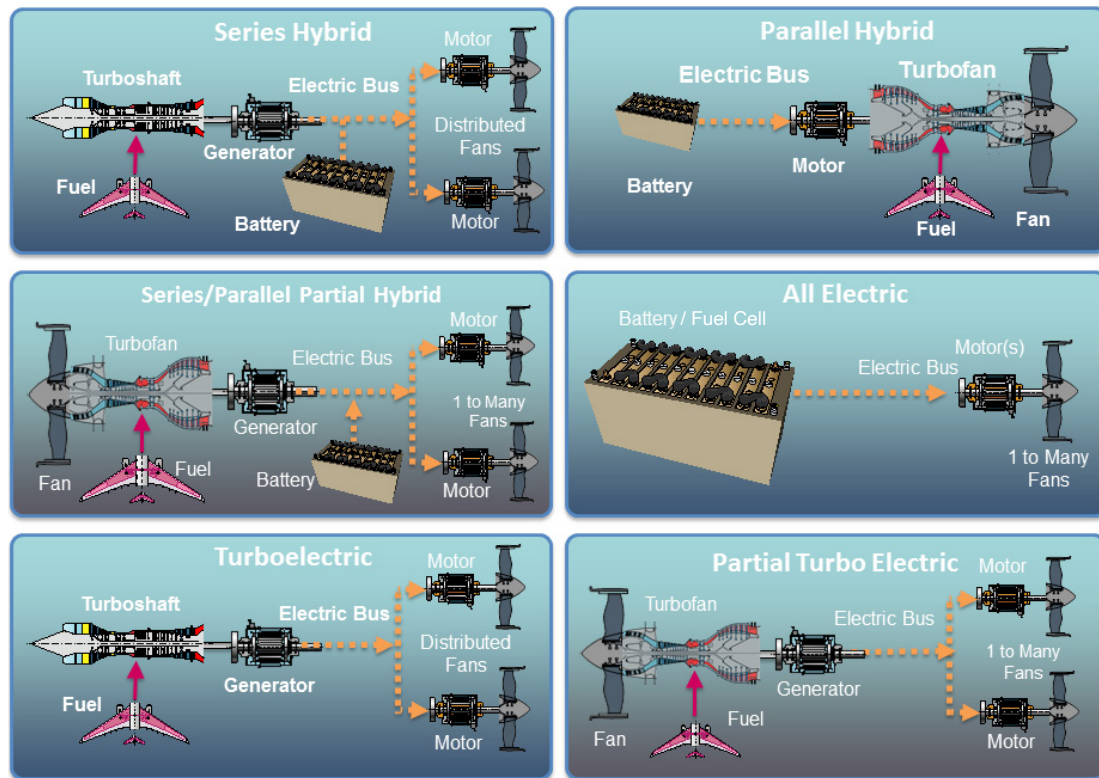 Series Hybrid
Motor
Turboshaft
Electric Bus
Distributed
Fans
Generator
Fuel
Battery
Motor
Parallel Hybrid
Electric Bus
Turbofan
Motor
Battery
Fuel
Fan
Series/Parallel Partial Hybrid
Motor
Turbofan
Electric Bus
1 to Many
Fans
Generator
Fan
Fuel
Battery
Motor
All Electric
Battery / Fuel Cell
Motor(s)
Electric Bus
1 to Many
Fans
Turboelectric
Motor
Turboshaft
Electric Bus
Distributed
Fans
Generator
Fuel
Motor
Partial Turbo Electric
Motor
Turbofan
Electric Bus
1 to Many
Fans
Generator
Fuel
Fan
Motor